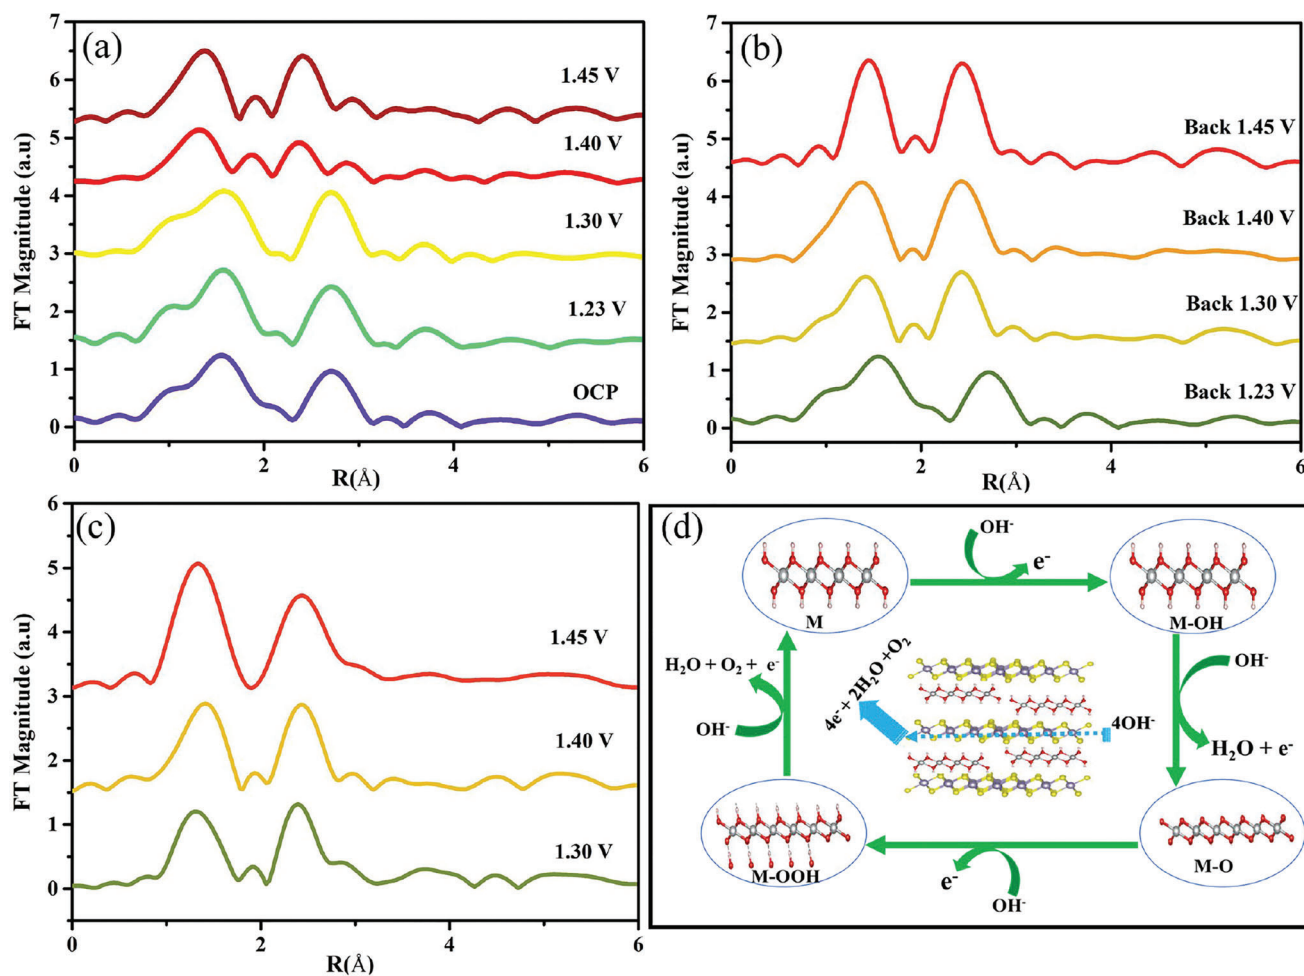 (a)
7
6
5
4
3
2
1
0
FT Magnitude (a.u)
1.45 V
1.40 V
1.30 V
1.23 V
OCP
0 2 4 6
R(Å)
(b)
7
6
5
4
3
2
1
0
FT Magnitude (a.u)
Back 1.45 V
Back 1.40 V
Back 1.30 V
Back 1.23 V
0 2 4 6
R(Å)
(c)
6
5
4
3
2
1
0
FT Magnitude (a.u)
1.45 V
1.40 V
1.30 V
0 2 4 6
R(Å)
(d)
OH⁻
e⁻
M
M-OH
H₂O + O₂ + e⁻
OH⁻
4e⁻+ 2H₂O +O₂
4OH⁻
OH⁻
H₂O + e⁻
M-OOH
e⁻
OH⁻
M-O